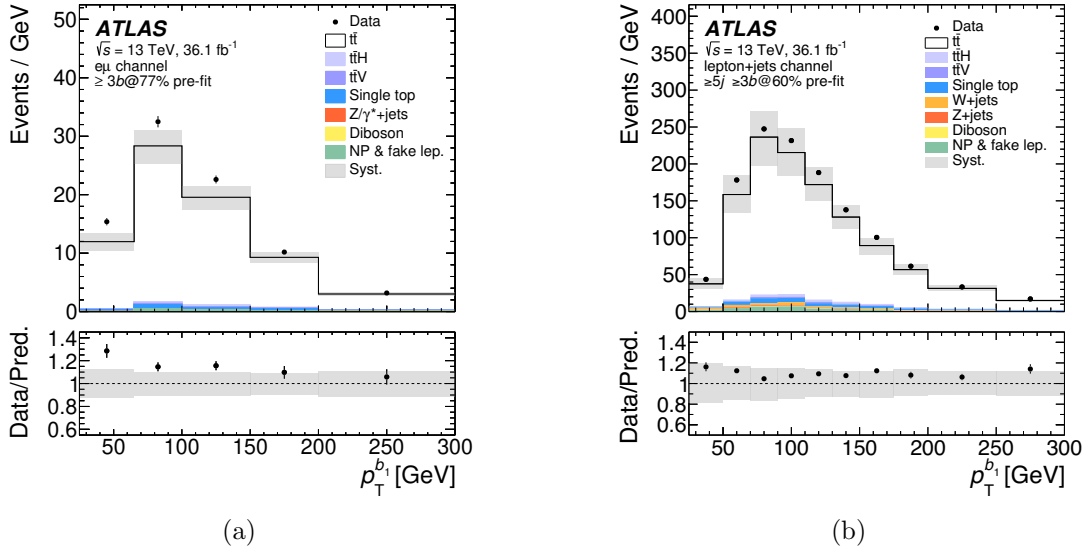 Events / GeV
50
40
30
20
10
0
ATLAS
√s = 13 TeV, 36.1 fb-1
eμ channel
≥ 3b@77% pre-fit
Data
tt̄
tt̄H
tt̄V
Single top
Z/γ*+jets
Diboson
NP & fake lep.
Syst.
Data/Pred.
1.4
1.2
1
0.8
0.6
50 100 150 200 250 300
p_T^{b_1} [GeV]
(a)
Events / GeV
400
350
300
250
200
150
100
50
0
ATLAS
√s = 13 TeV, 36.1 fb-1
lepton+jets channel
≥5j ≥3b@60% pre-fit
Data
tt̄
tt̄H
tt̄V
Single top
W+jets
Z+jets
Diboson
NP & fake lep.
Syst.
Data/Pred.
1.4
1.2
1
0.8
0.6
50 100 150 200 250 300
p_T^{b_1} [GeV]
(b)